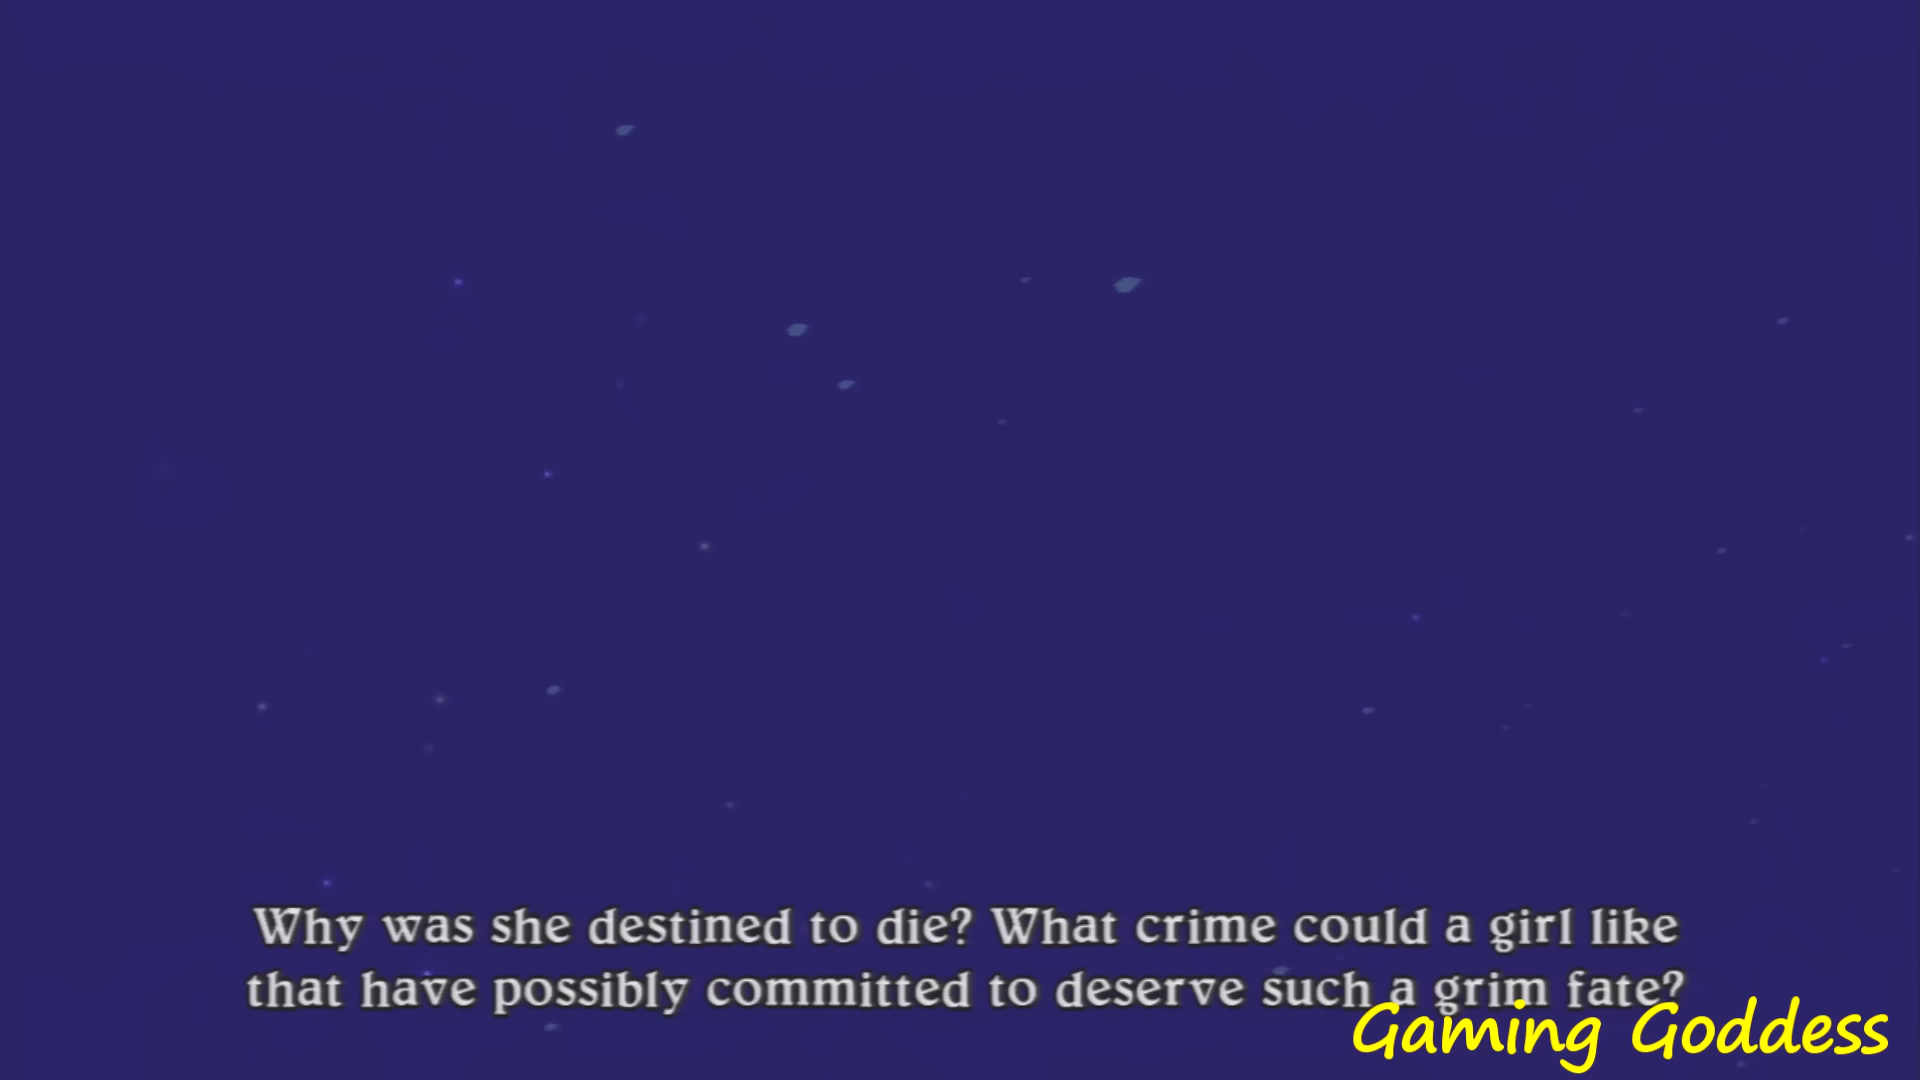 Why was she destined to die? What crime could a girl like
that have possibly committed to deserve such a grim fate?
Gaming Goddess